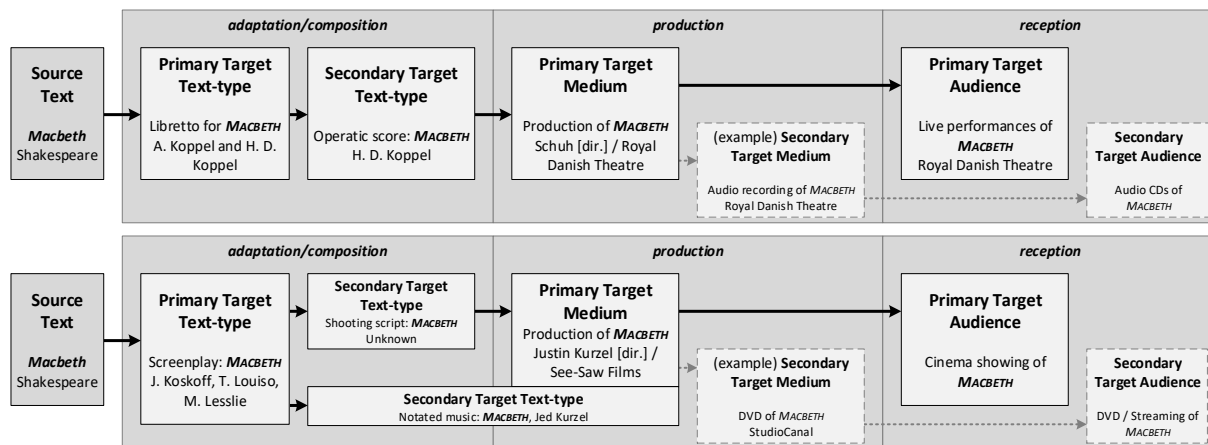 adaptation/composition
production
reception
Source
Text
Macbeth
Shakespeare
Primary Target
Text-type
Libretto for MACBETH
A. Koppel and H. D.
Koppel
Secondary Target
Text-type
Operatic score: MACBETH
H. D. Koppel
Primary Target
Medium
Production of MACBETH
Schuh [dir.] / Royal
Danish Theatre
(example) Secondary
Target Medium
Audio recording of MACBETH
Royal Danish Theatre
Primary Target
Audience
Live performances of
MACBETH
Royal Danish Theatre
Secondary
Target Audience
Audio CDs of
MACBETH
adaptation/composition
production
reception
Source
Text
Macbeth
Shakespeare
Primary Target
Text-type
Screenplay: MACBETH
J. Koskoff, T. Louiso,
M. Lesslie
Secondary Target
Text-type
Shooting script: MACBETH
Unknown
Secondary Target Text-type
Notated music: MACBETH, Jed Kurzel
Primary Target
Medium
Production of MACBETH
Justin Kurzel [dir.] /
See-Saw Films
(example) Secondary
Target Medium
DVD of MACBETH
StudioCanal
Primary Target
Audience
Cinema showing of
MACBETH
Secondary
Target Audience
DVD / Streaming of
MACBETH